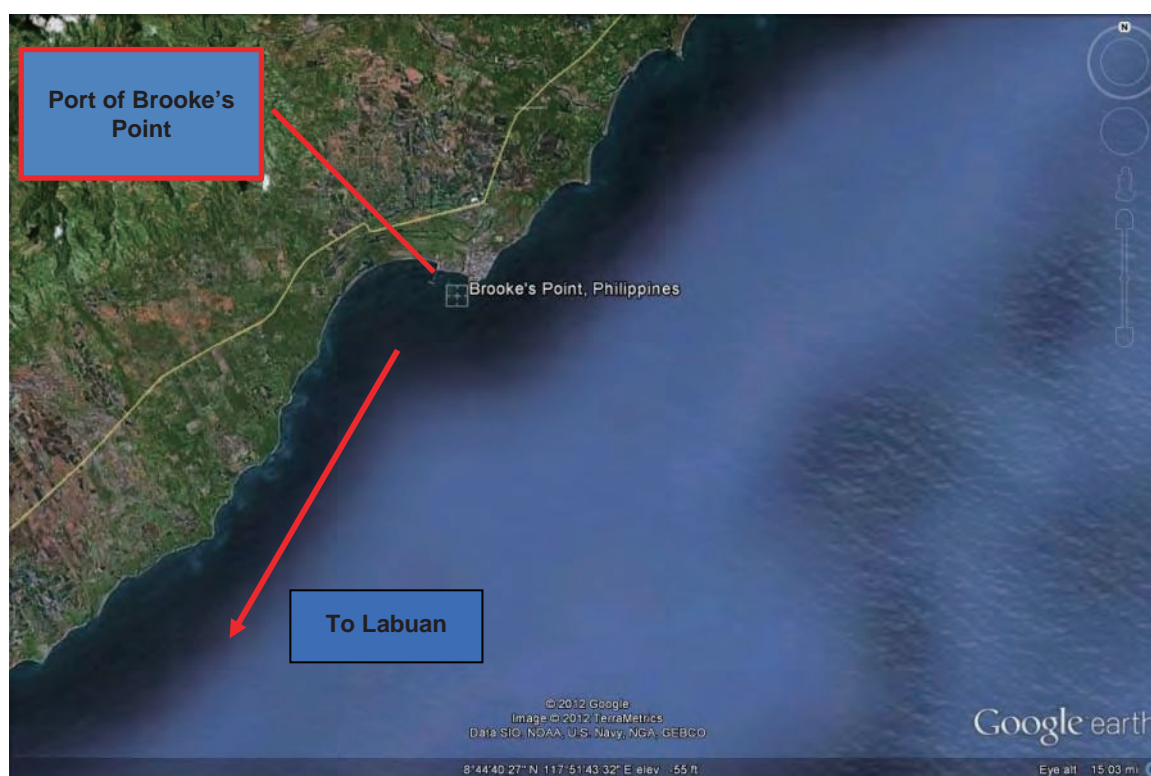 N
Port of Brooke’s
Point
Brooke's Point, Philippines
To Labuan
© 2012 Google
Image © 2012 TerraMetrics
Data SIO, NOAA, U.S. Navy, NGA, GEBCO
Google earth
8°44'40.27" N 117°51'43.32" E elev -55 ft
Eye alt 15.03 mi